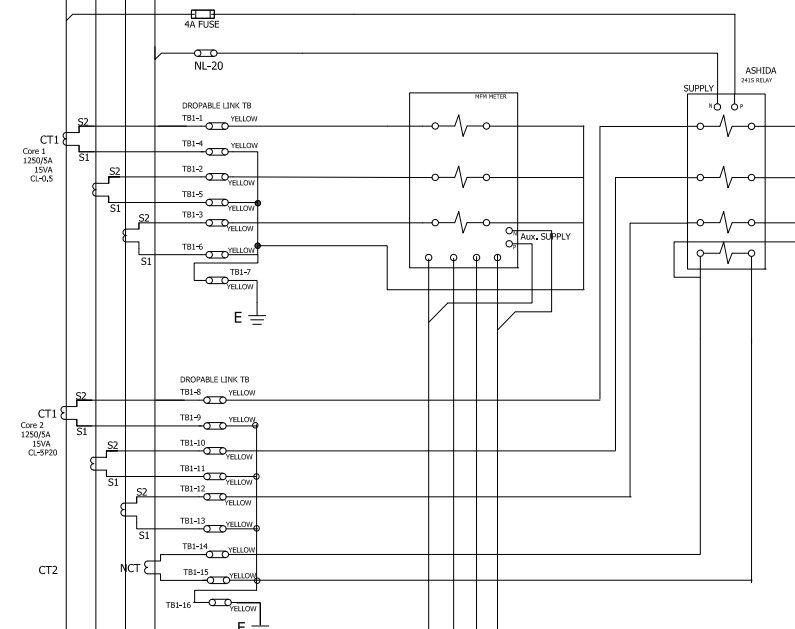 4A FUSE
NL-20
ASHIDA
241S RELAY
SUPPLY
N
P
MFM METER
DROPABLE LINK TB
S2
TB1-1
YELLOW
CT1
TB1-4
YELLOW
S1
Core 1
1250/5A
15VA
CL-0.5
S2
TB1-2
YELLOW
TB1-5
YELLOW
S1
S2
TB1-3
YELLOW
N
Aux. SUPPLY
P
TB1-6
YELLOW
S1
TB1-7
YELLOW
E
DROPABLE LINK TB
S2
TB1-8
YELLOW
CT1
TB1-9
YELLOW
S1
Core 2
1250/5A
15VA
CL-5P20
S2
TB1-10
YELLOW
TB1-11
YELLOW
S1
S2
TB1-12
YELLOW
TB1-13
YELLOW
S1
TB1-14
YELLOW
CT2
NCT
TB1-15
YELLOW
TB1-16
YELLOW
E